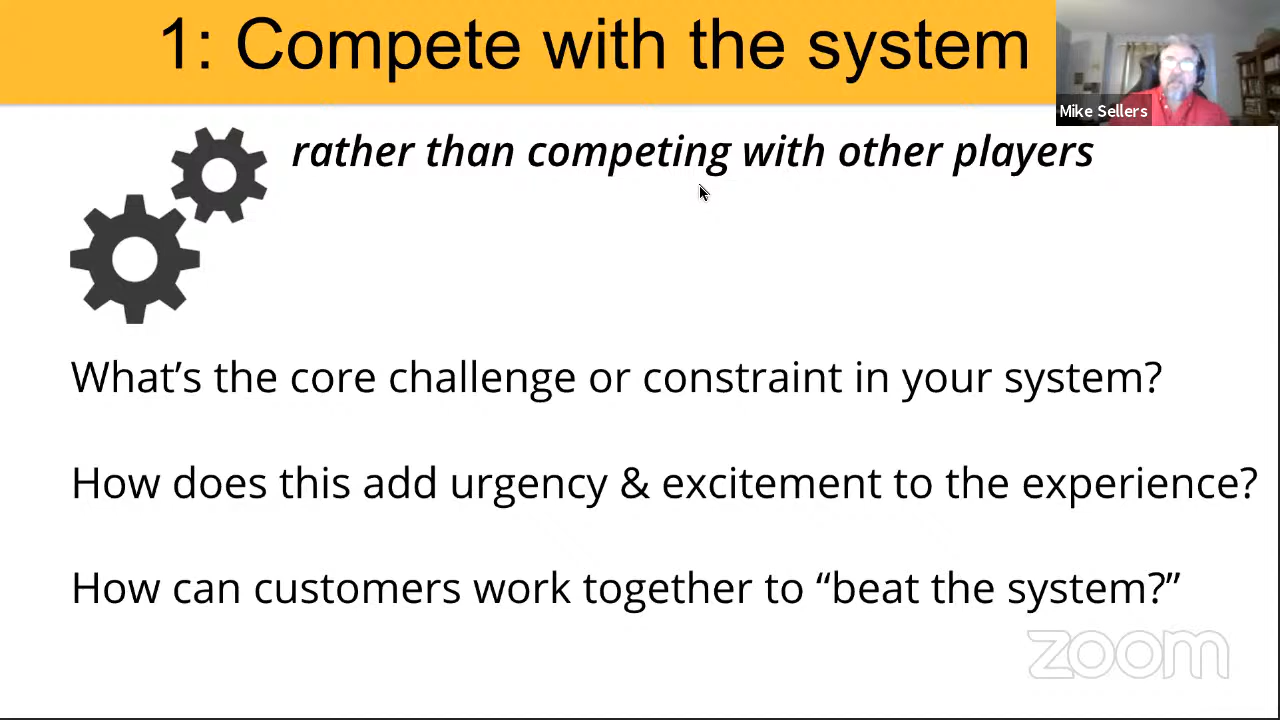 1: Compete with the system
Mike Sellers
rather than competing with other players
What’s the core challenge or constraint in your system?
How does this add urgency & excitement to the experience?
How can customers work together to “beat the system?”
zoom